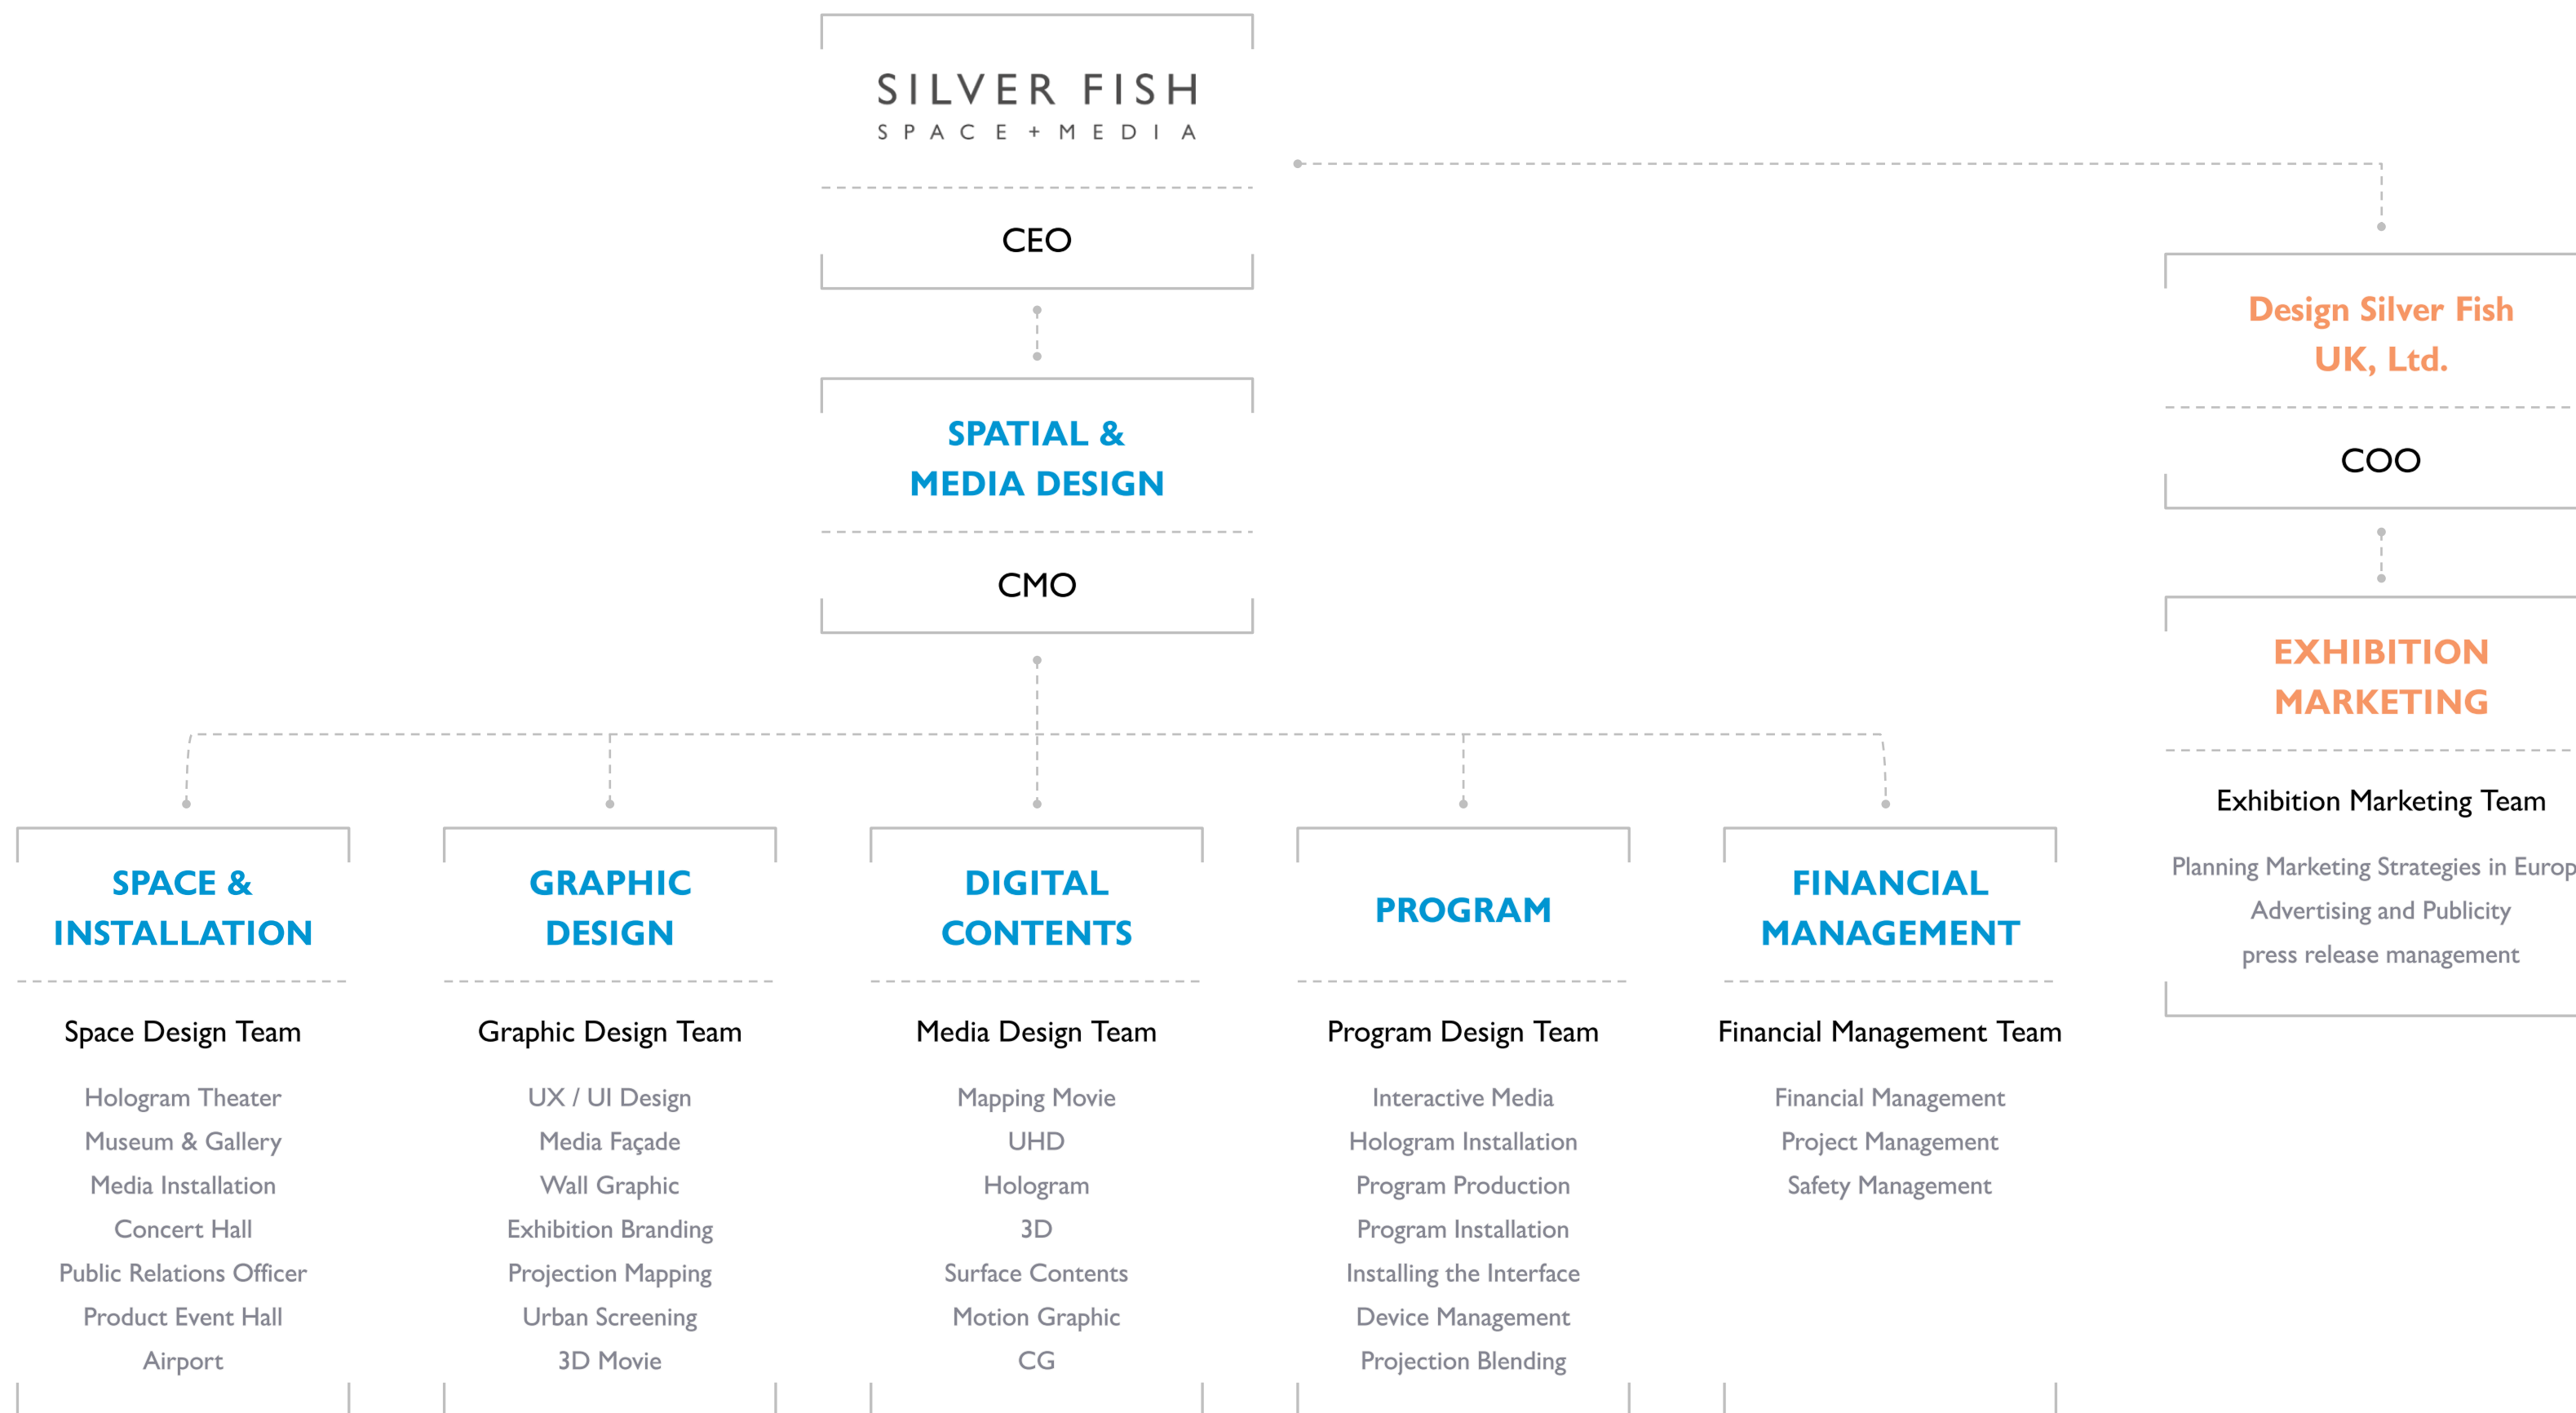 SILVER FISH
SPACE + MEDIA
CEO
SPATIAL &
MEDIA DESIGN
CMO
Design Silver Fish
UK, Ltd.
COO
EXHIBITION
MARKETING
Exhibition Marketing Team
Planning Marketing Strategies in Europ
Advertising and Publicity
press release management
SPACE &
INSTALLATION
Space Design Team
Hologram Theater
Museum & Gallery
Media Installation
Concert Hall
Public Relations Officer
Product Event Hall
Airport
GRAPHIC
DESIGN
Graphic Design Team
UX / UI Design
Media Façade
Wall Graphic
Exhibition Branding
Projection Mapping
Urban Screening
3D Movie
DIGITAL
CONTENTS
Media Design Team
Mapping Movie
UHD
Hologram
3D
Surface Contents
Motion Graphic
CG
PROGRAM
Program Design Team
Interactive Media
Hologram Installation
Program Production
Program Installation
Installing the Interface
Device Management
Projection Blending
FINANCIAL
MANAGEMENT
Financial Management Team
Financial Management
Project Management
Safety Management